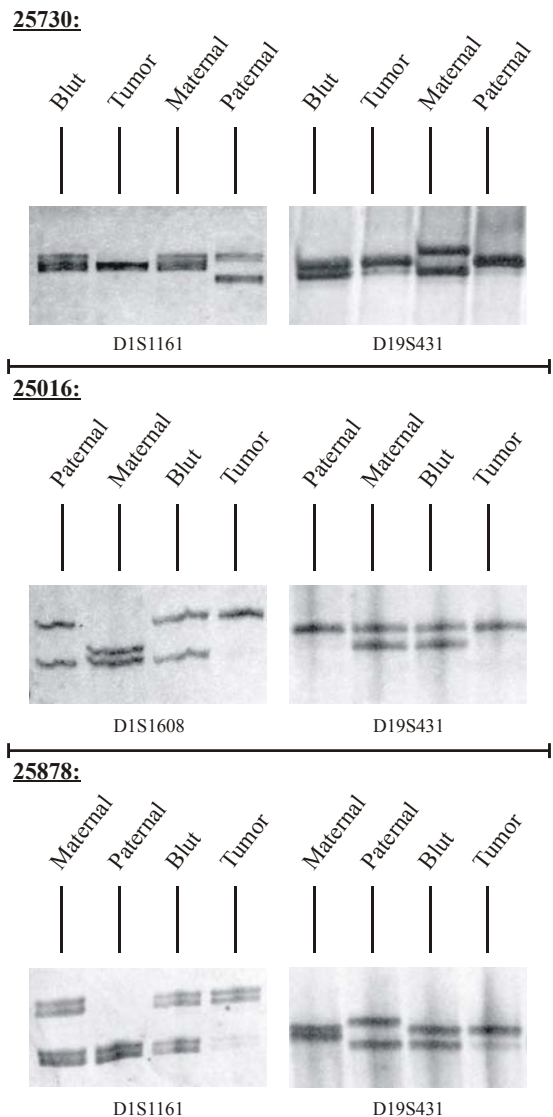 25730:
Blut Tumor Maternal Paternal Blut Tumor Maternal Paternal
D1S1161 D19S431
25016:
Paternal Maternal Blut Tumor Paternal Maternal Blut Tumor
D1S1608 D19S431
25878:
Maternal Paternal Blut Tumor Maternal Paternal Blut Tumor
D1S1161 D19S431